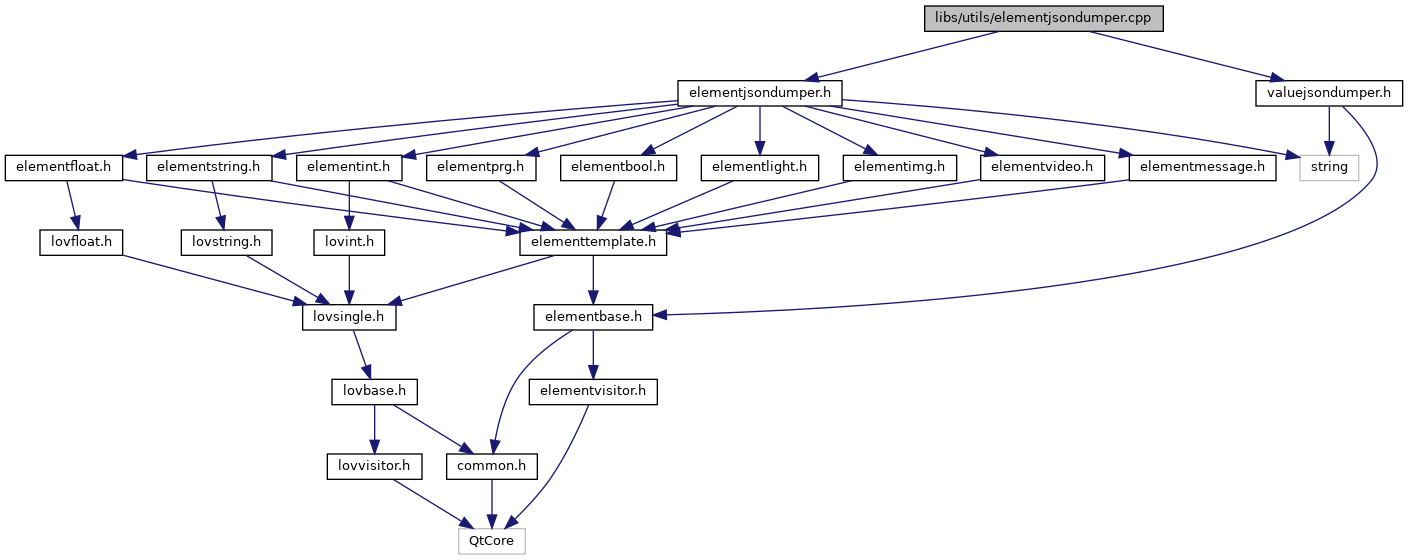 libs/utils/elementjsondumper.cpp
elementjsondumper.h
valuejsondumper.h
elementfloat.h
elementstring.h
elementint.h
elementprg.h
elementbool.h
elementlight.h
elementimg.h
elementvideo.h
elementmessage.h
string
lovfloat.h
lovstring.h
lovint.h
elementtemplate.h
lovsingle.h
elementbase.h
lovbase.h
elementvisitor.h
lovvisitor.h
common.h
QtCore